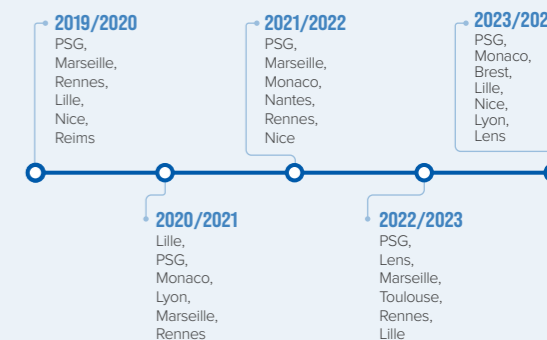 2019/2020
PSG,
Marseille,
Rennes,
Lille,
Nice,
Reims
2021/2022
PSG,
Marseille,
Monaco,
Nantes,
Rennes,
Nice
2023/202
PSG,
Monaco,
Brest,
Lille,
Nice,
Lyon,
Lens
2020/2021
Lille,
PSG,
Monaco,
Lyon,
Marseille,
Rennes
2022/2023
PSG,
Lens,
Marseille,
Toulouse,
Rennes,
Lille